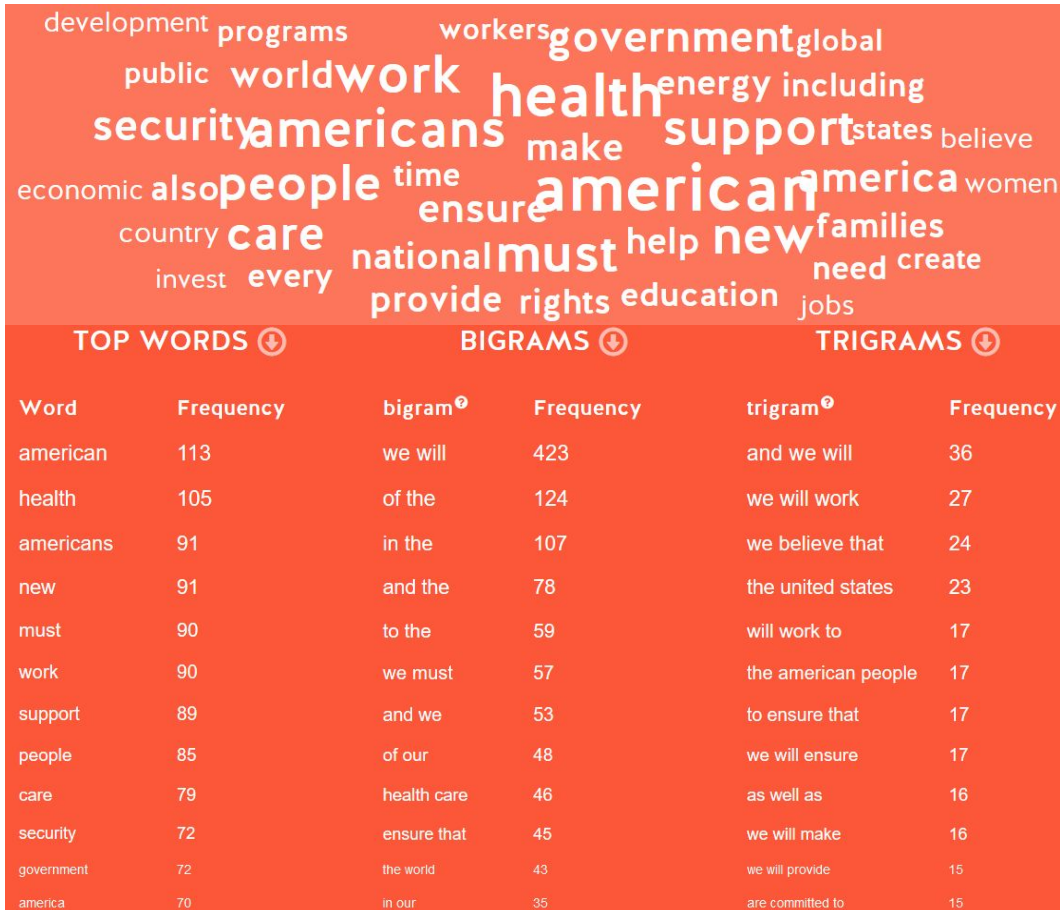 development programs workers government global
public world work health energy including
security americans make support states believe
economic also people time ensure american america women
country care national must help new families
invest every provide rights education need create
jobs
TOP WORDS BIGRAMS TRIGRAMS
Word Frequency bigram? Frequency trigram? Frequency
american 113 we will 423 and we will 36
health 105 of the 124 we will work 27
americans 91 in the 107 we believe that 24
new 91 and the 78 the united states 23
must 90 to the 59 will work to 17
work 90 we must 57 the american people 17
support 89 and we 53 to ensure that 17
people 85 of our 48 we will ensure 17
care 79 health care 46 as well as 16
security 72 ensure that 45 we will make 16
government 72 the world 43 we will provide 15
america 70 in our 35 are committed to 15